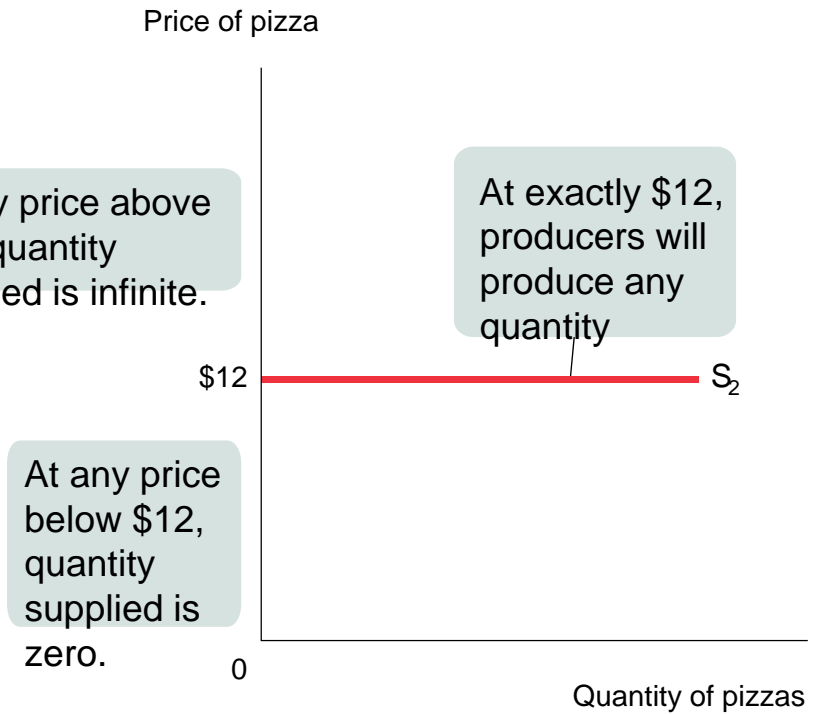 Price of pizza
price above
quantity
is infinite.
At exactly $12,
producers will
produce any
quantity
$12
S2
At any price
below $12,
quantity
supplied is
zero.
0
Quantity of pizzas